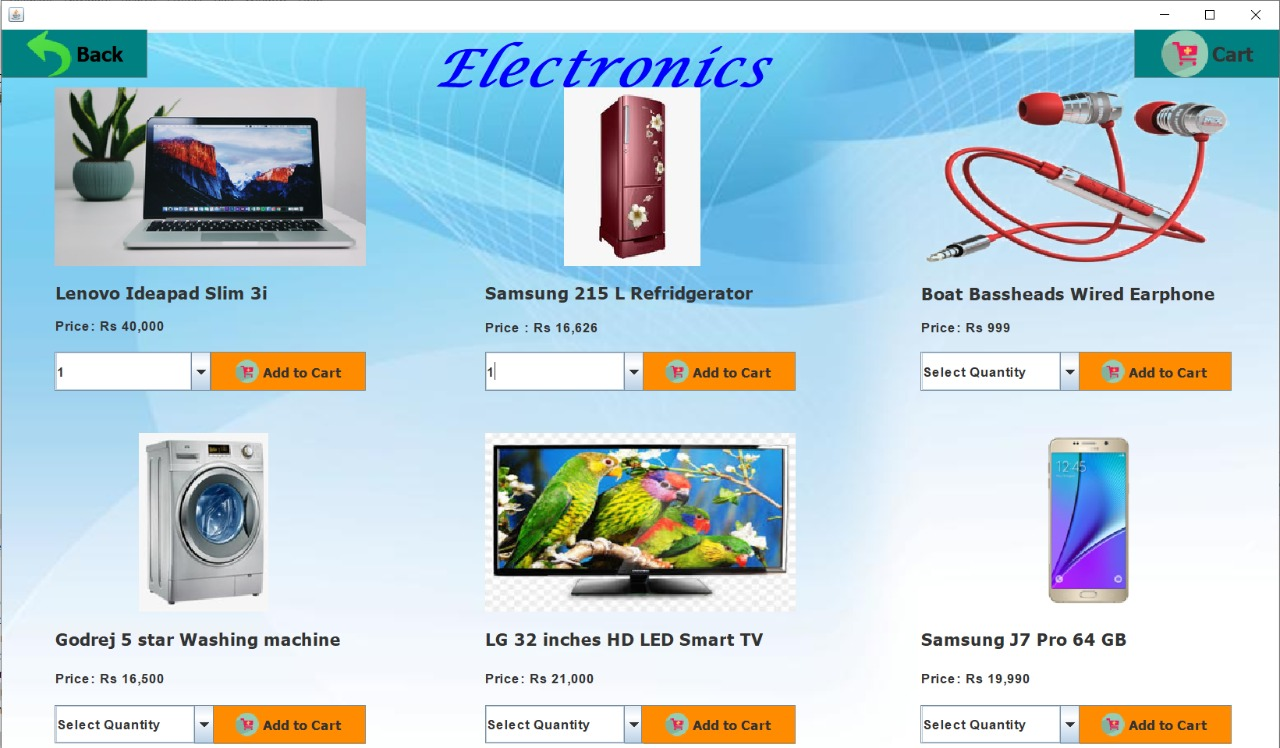 Back
Electronics
Cart
Lenovo Ideapad Slim 3i
Price: Rs 40,000
1
Add to Cart
Samsung 215 L Refridgerator
Price : Rs 16,626
1
Add to Cart
Boat Bassheads Wired Earphone
Price: Rs 999
Select Quantity
Add to Cart
Godrej 5 star Washing machine
Price: Rs 16,500
Select Quantity
Add to Cart
LG 32 inches HD LED Smart TV
Price: Rs 21,000
Select Quantity
Add to Cart
12:45
Samsung J7 Pro 64 GB
Price: Rs 19,990
Select Quantity
Add to Cart